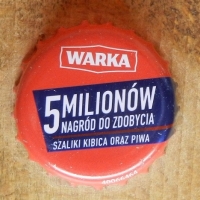 WARKA
5 MILIONÓW
NAGRÓD DO ZDOBYCIA
SZALIKI KIBICA ORAZ PIWA